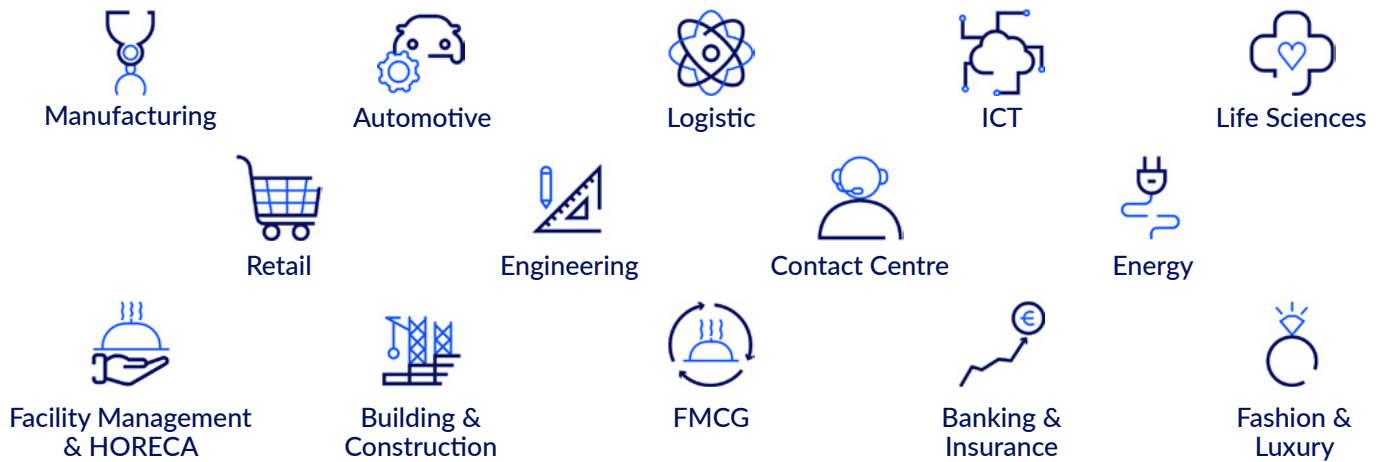 Manufacturing
Automotive
Logistic
ICT
Life Sciences
Retail
Engineering
Contact Centre
Energy
Facility Management
& HORECA
Building &
Construction
FMCG
€
Banking &
Insurance
Fashion &
Luxury